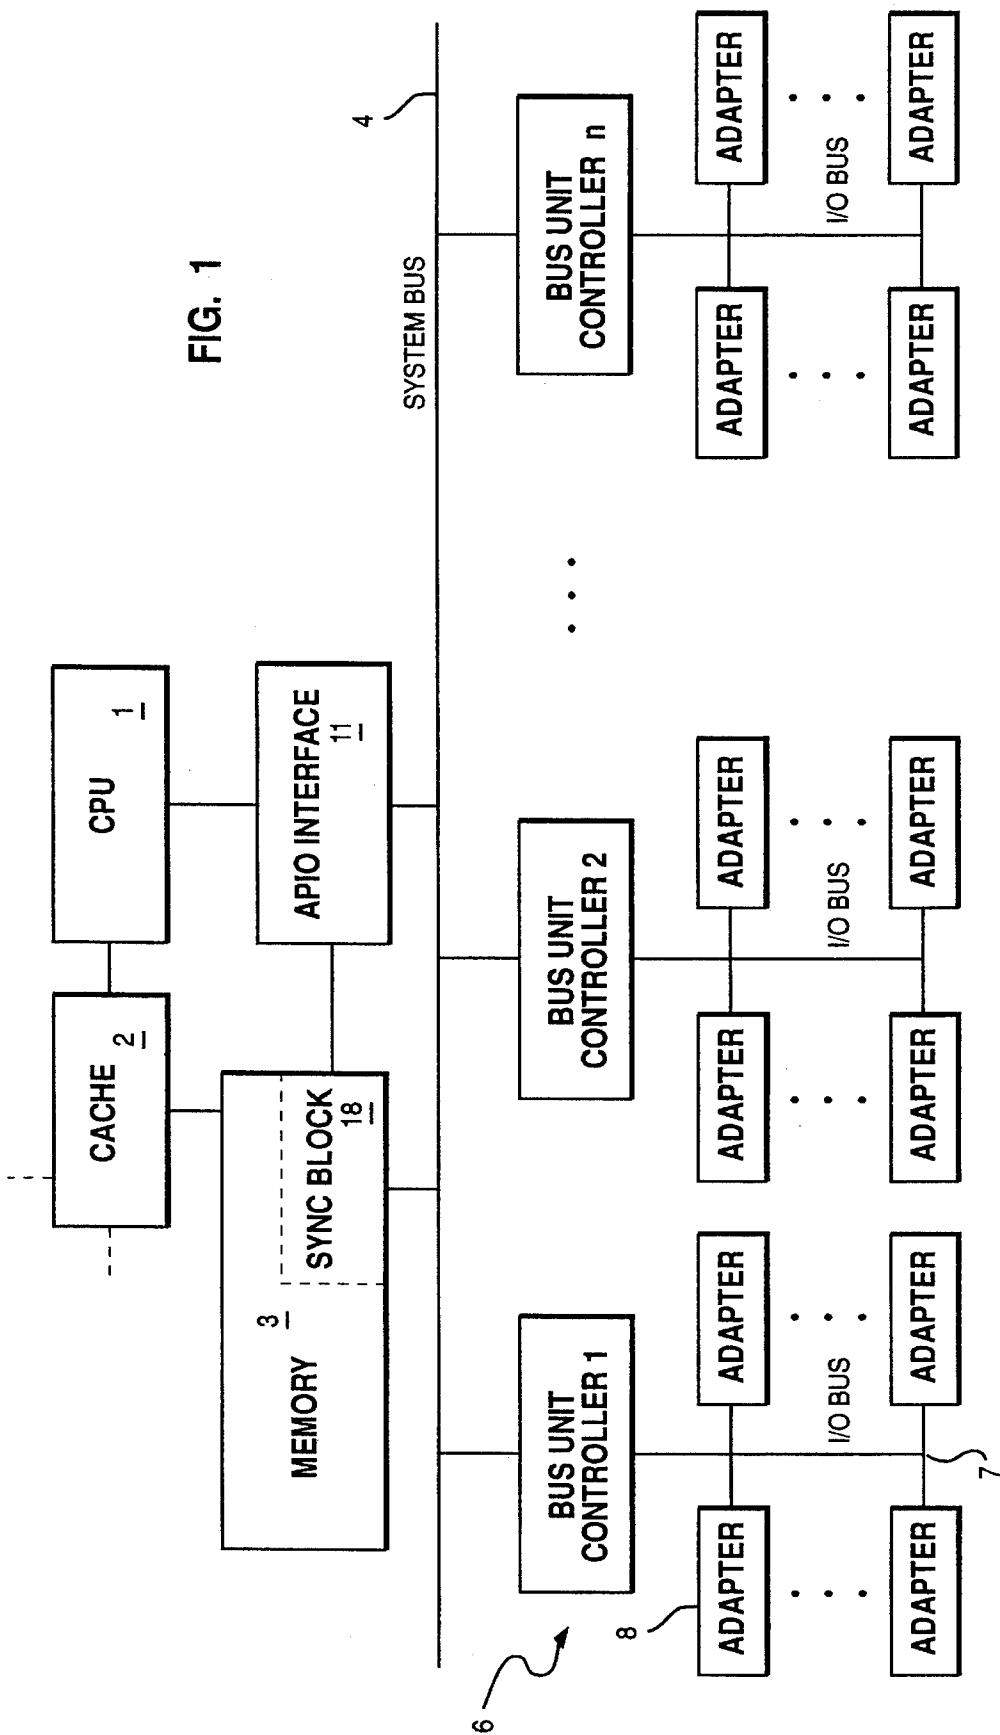 FIG. 1
CPU
1
CACHE
2
MEMORY
3
SYNC BLOCK
18
APIO INTERFACE
11
SYSTEM BUS
4
6
BUS UNIT
CONTROLLER 1
BUS UNIT
CONTROLLER 2
BUS UNIT
CONTROLLER n
8
ADAPTER
ADAPTER
ADAPTER
ADAPTER
ADAPTER
ADAPTER
I/O BUS
I/O BUS
I/O BUS
ADAPTER
ADAPTER
ADAPTER
ADAPTER
ADAPTER
ADAPTER
7